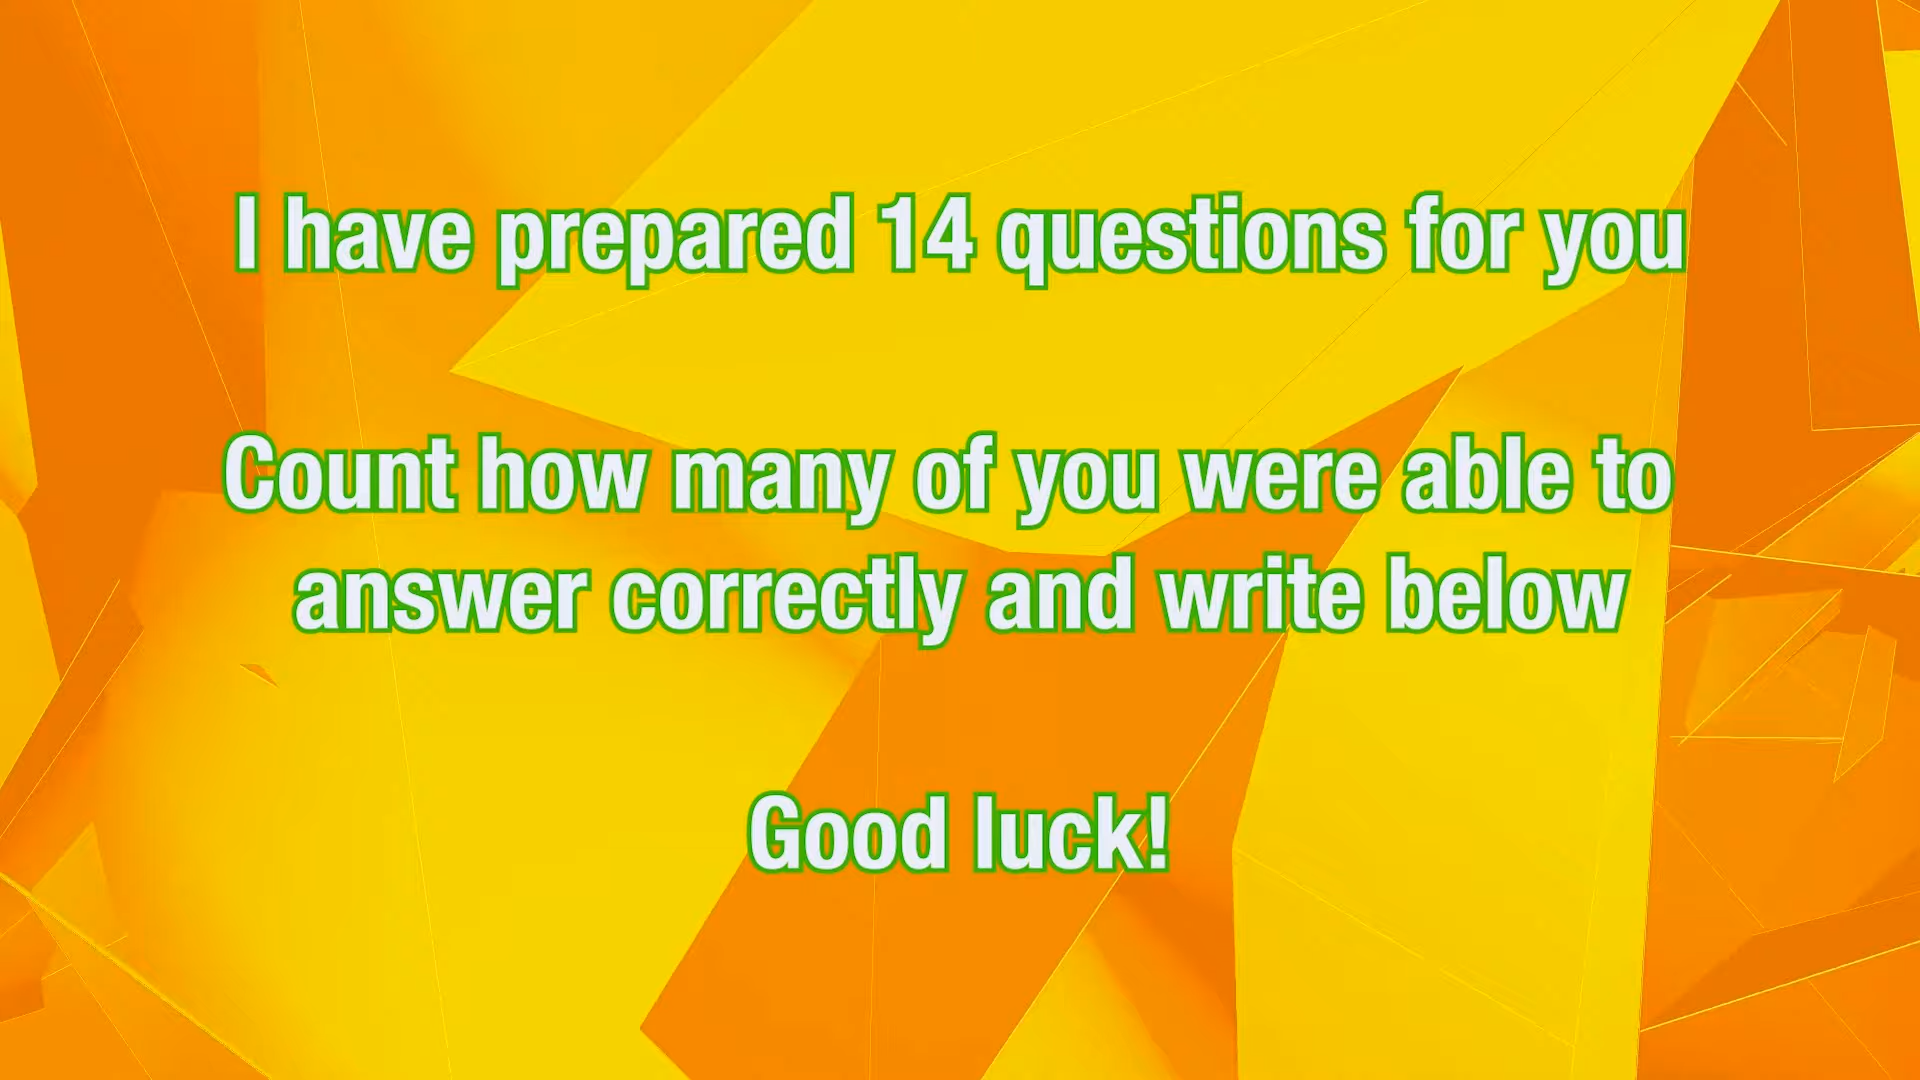 I have prepared 14 questions for you
Count how many of you were able to
answer correctly and write below
Good luck!